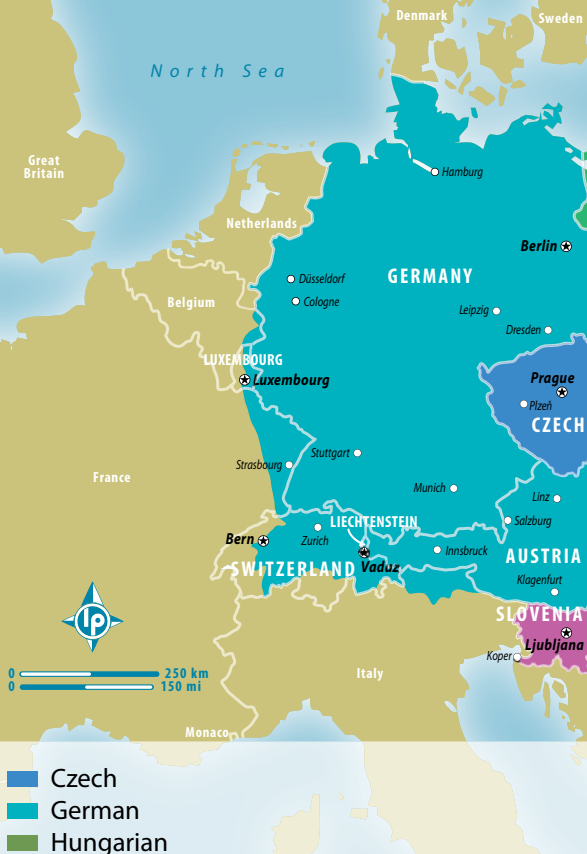 Denmark
Sweden
North Sea
Great
Britain
Hamburg
Netherlands
Berlin
GERMANY
Düsseldorf
Cologne
Belgium
Leipzig
Dresden
LUXEMBOURG
Luxembourg
Prague
Plzeň
CZECH
Stuttgart
Strasbourg
France
Munich
Linz
Salzburg
LIECHTENSTEIN
Bern
Zurich
Innsbruck
AUSTRIA
SWITZERLAND
Vaduz
Klagenfurt
SLOVENIA
lp
Ljubljana
Koper
0 250 km
0 150 mi
Italy
Monaco
Czech
German
Hungarian